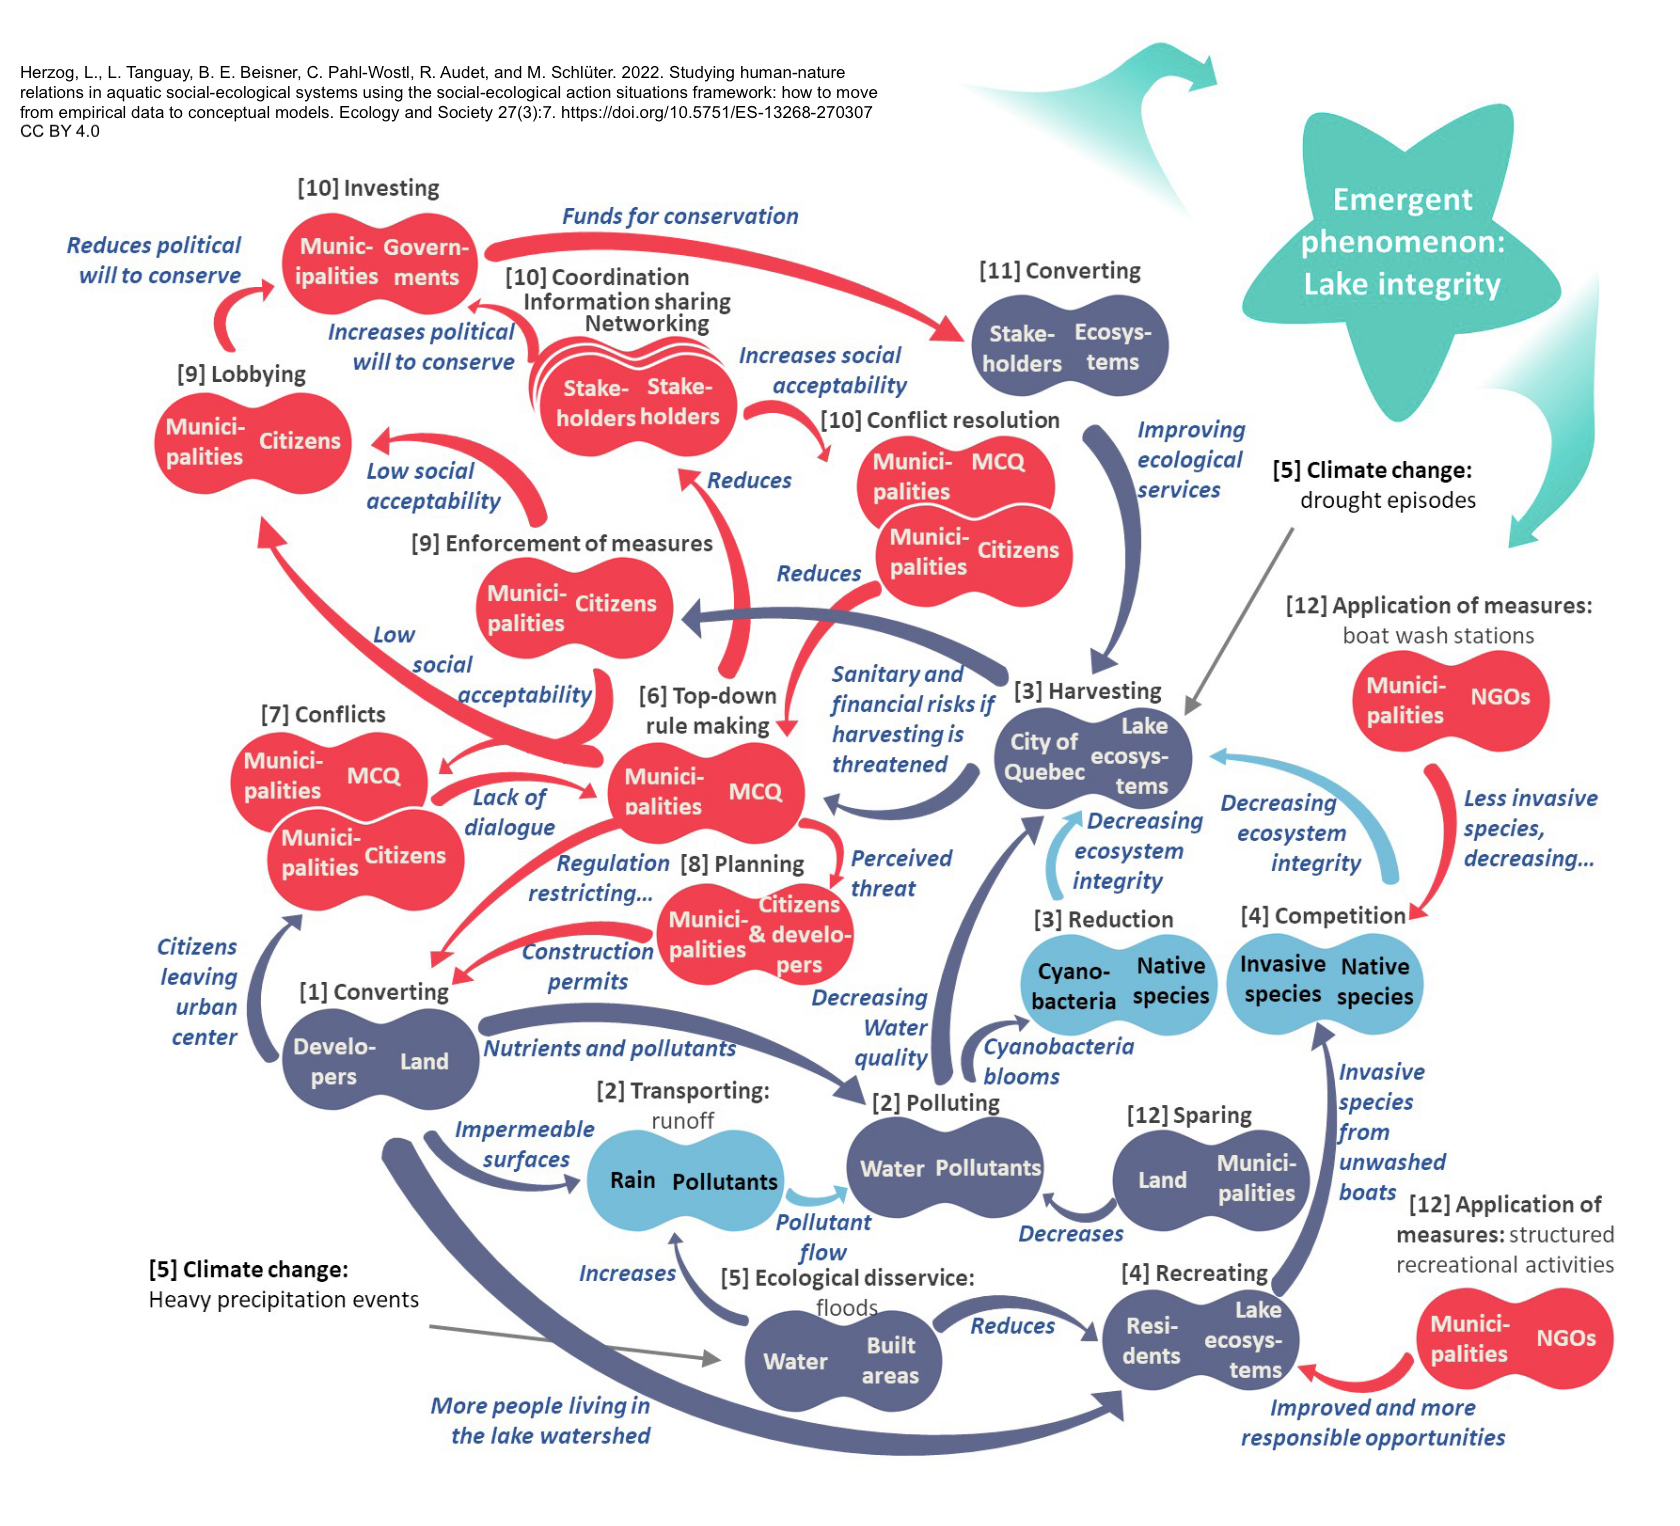 Herzog, L., L. Tanguay, B. E. Beisner, C. Pahl-Wostl, R. Audet, and M. Schlüter. 2022. Studying human-nature
relations in aquatic social-ecological systems using the social-ecological action situations framework: how to move
from empirical data to conceptual models. Ecology and Society 27(3):7. https://doi.org/10.5751/ES-13268-270307
CC BY 4.0
Emergent
phenomenon:
Lake integrity
[10] Investing
Munic-
ipalities
Govern-
ments
Funds for conservation
Reduces political
will to conserve
[10] Coordination
Information sharing
Networking
Stake-
holders
Stake-
holders
Increases political
will to conserve
Increases social
acceptability
[11] Converting
Stake-
holders
Ecosys-
tems
[9] Lobbying
Munici-
palities
Citizens
Low social
acceptability
[10] Conflict resolution
Munici-
palities
MCQ
Munici-
palities
Citizens
Reduces
Reduces
Improving
ecological
services
[5] Climate change:
drought episodes
[9] Enforcement of measures
Munici-
palities
Citizens
Low
social
acceptability
[12] Application of measures:
boat wash stations
Munici-
palities
NGOs
Sanitary and
financial risks if
harvesting is
threatened
[3] Harvesting
City of
Quebec
Lake
ecosys-
tems
[6] Top-down
rule making
Munici-
palities
MCQ
[7] Conflicts
Munici-
palities
MCQ
Munici-
palities
Citizens
Lack of
dialogue
Regulation
restricting...
[8] Planning
Munici-
palities
Citizens
& develo-
pers
Perceived
threat
Construction
permits
Decreasing
ecosystem
integrity
Decreasing
ecosystem
integrity
Less invasive
species,
decreasing...
[3] Reduction
Cyano-
bacteria
Native
species
[4] Competition
Invasive
species
Native
species
Citizens
leaving
urban
center
[1] Converting
Develo-
pers
Land
Nutrients and pollutants
Decreasing
Water
quality
Cyanobacteria
blooms
Impermeable
surfaces
[2] Transporting:
runoff
Rain
Pollutants
Pollutant
flow
[2] Polluting
Water
Pollutants
[12] Sparing
Land
Munici-
palities
Decreases
Invasive
species
from
unwashed
boats
[12] Application of
measures: structured
recreational activities
Munici-
palities
NGOs
[5] Climate change:
Heavy precipitation events
Increases
[5] Ecological disservice:
floods
Water
Built
areas
Reduces
[4] Recreating
Resi-
dents
Lake
ecosys-
tems
More people living in
the lake watershed
Improved and more
responsible opportunities